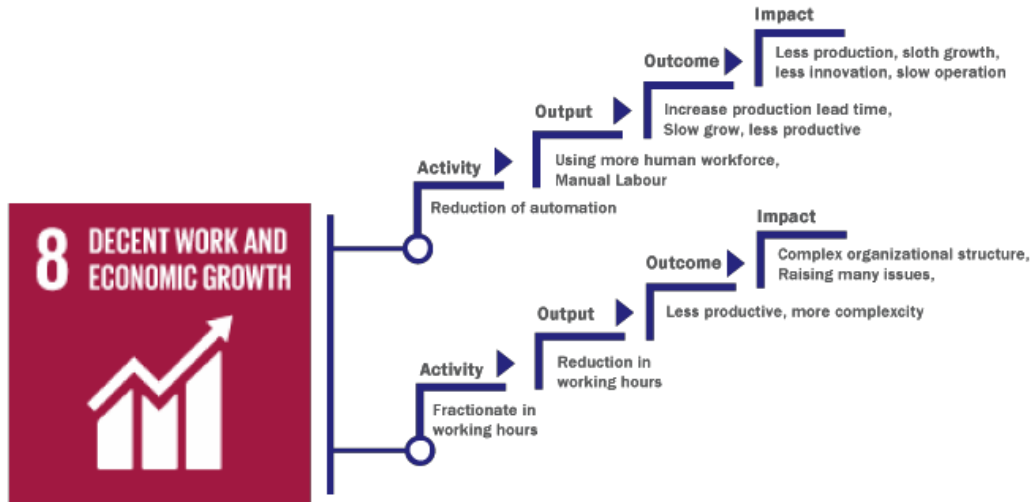 8 DECENT WORK AND
ECONOMIC GROWTH
Activity
Reduction of automation
Output
Using more human workforce,
Manual Labour
Outcome
Increase production lead time,
Slow grow, less productive
Impact
Less production, sloth growth,
less innovation, slow operation
Activity
Fractionate in
working hours
Output
Reduction in
working hours
Outcome
Less productive, more complexcity
Impact
Complex organizational structure,
Raising many issues,